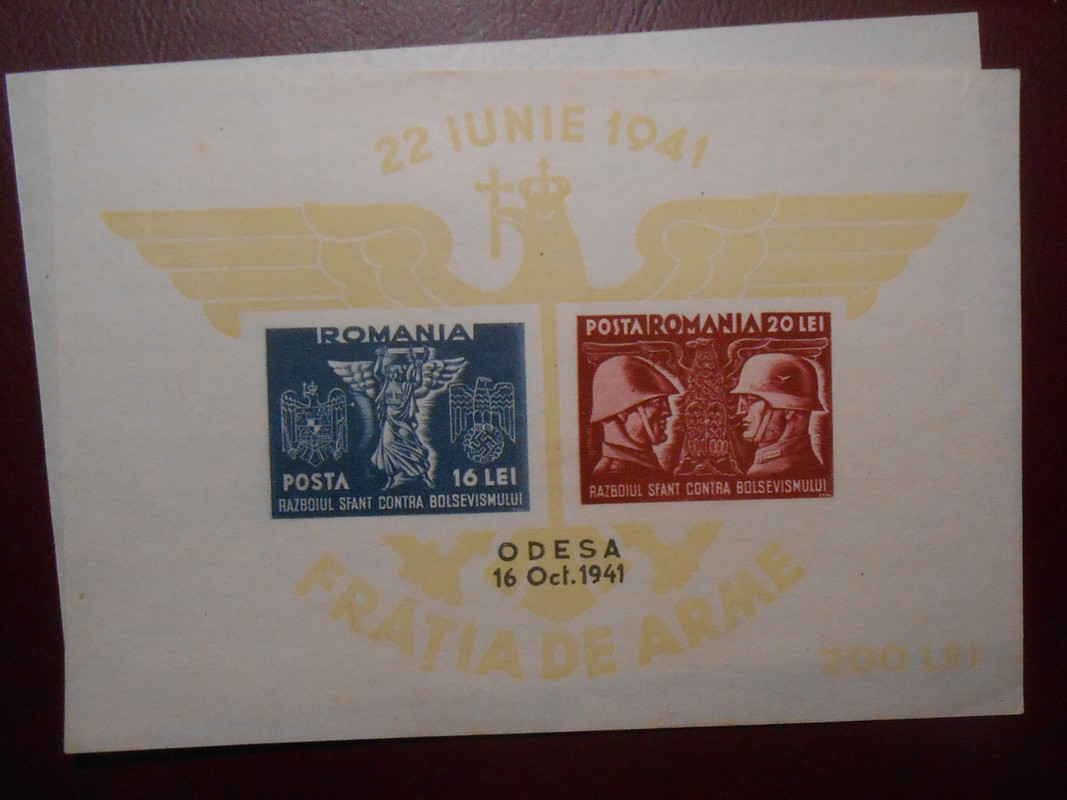 22 IUNIE 1941
ROMANIA
POSTA 16 LEI
RAZBOIUL SFANT CONTRA BOLSEVISMULUI
POSTA ROMANIA 20 LEI
RAZBOIUL SFANT CONTRA BOLSEVISMULUI
ODESA
16 Oct. 1941
FRĂȚIA DE ARME
200 LEI